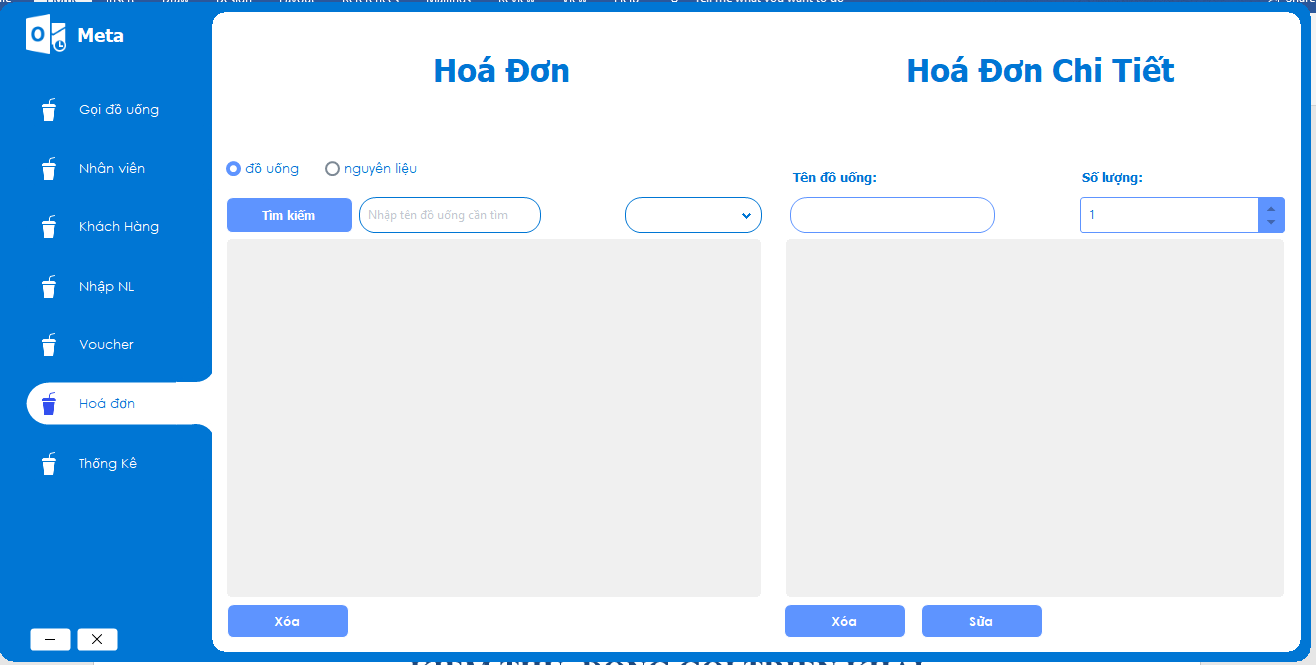 Meta
Gọi đồ uống
Nhân viên
Khách Hàng
Nhập NL
Voucher
Hoá đơn
Thống Kê
Hoá Đơn
đồ uống
nguyên liệu
Tìm kiếm
Nhập tên đồ uống cần tìm
Xóa
Hoá Đơn Chi Tiết
Tên đồ uống:
Số lượng:
1
Xóa
Sửa